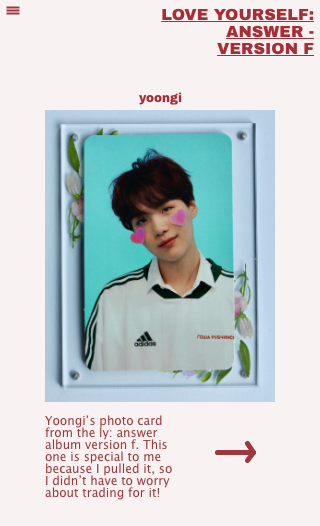 LOVE YOURSELF:
ANSWER -
VERSION F
yoongi
adidas
Yoongi's photo card
from the ly: answer
album version f. This
one is special to me
because I pulled it, so
I didn't have to worry
about trading for it!